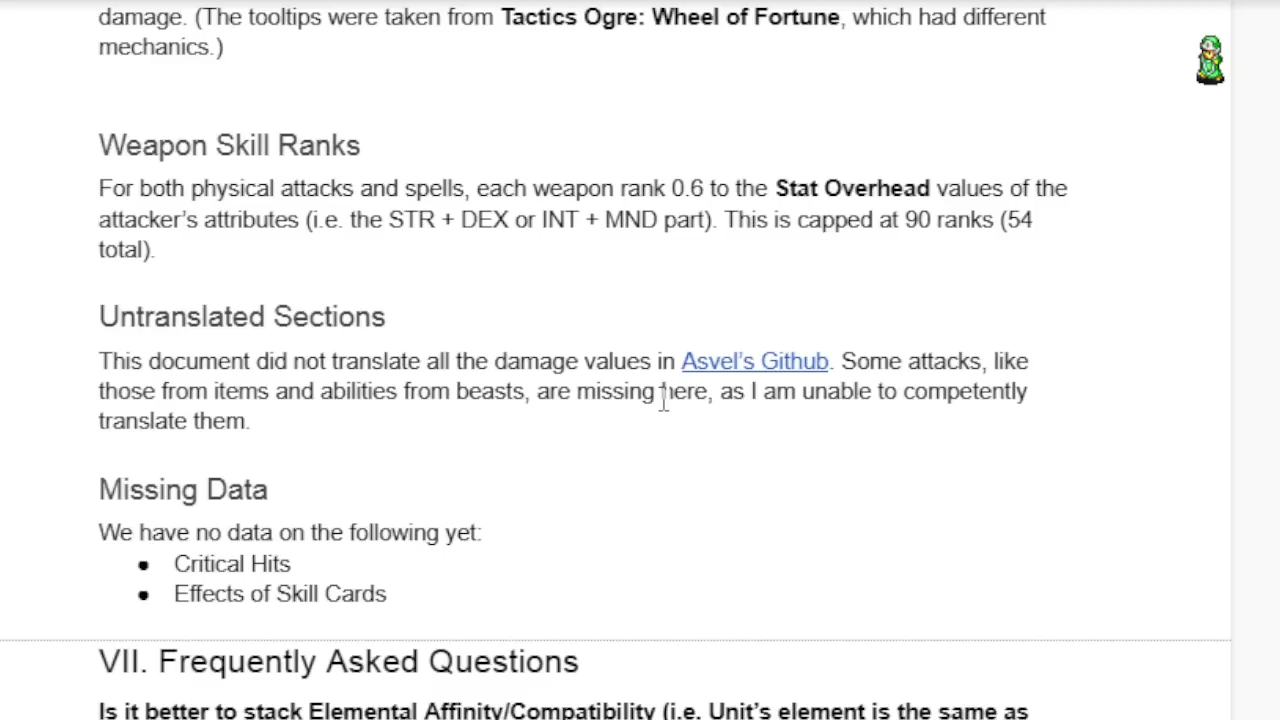 damage. (The tooltips were taken from Tactics Ogre: Wheel of Fortune, which had different
mechanics.)
Weapon Skill Ranks
For both physical attacks and spells, each weapon rank 0.6 to the Stat Overhead values of the
attacker's attributes (i.e. the STR + DEX or INT + MND part). This is capped at 90 ranks (54
total).
Untranslated Sections
This document did not translate all the damage values in Asvel's Github. Some attacks, like
those from items and abilities from beasts, are missing here, as I am unable to competently
translate them.
Missing Data
We have no data on the following yet:
● Critical Hits
● Effects of Skill Cards
VII. Frequently Asked Questions
Is it better to stack Elemental Affinity/Compatibility (i.e. Unit's element is the same as